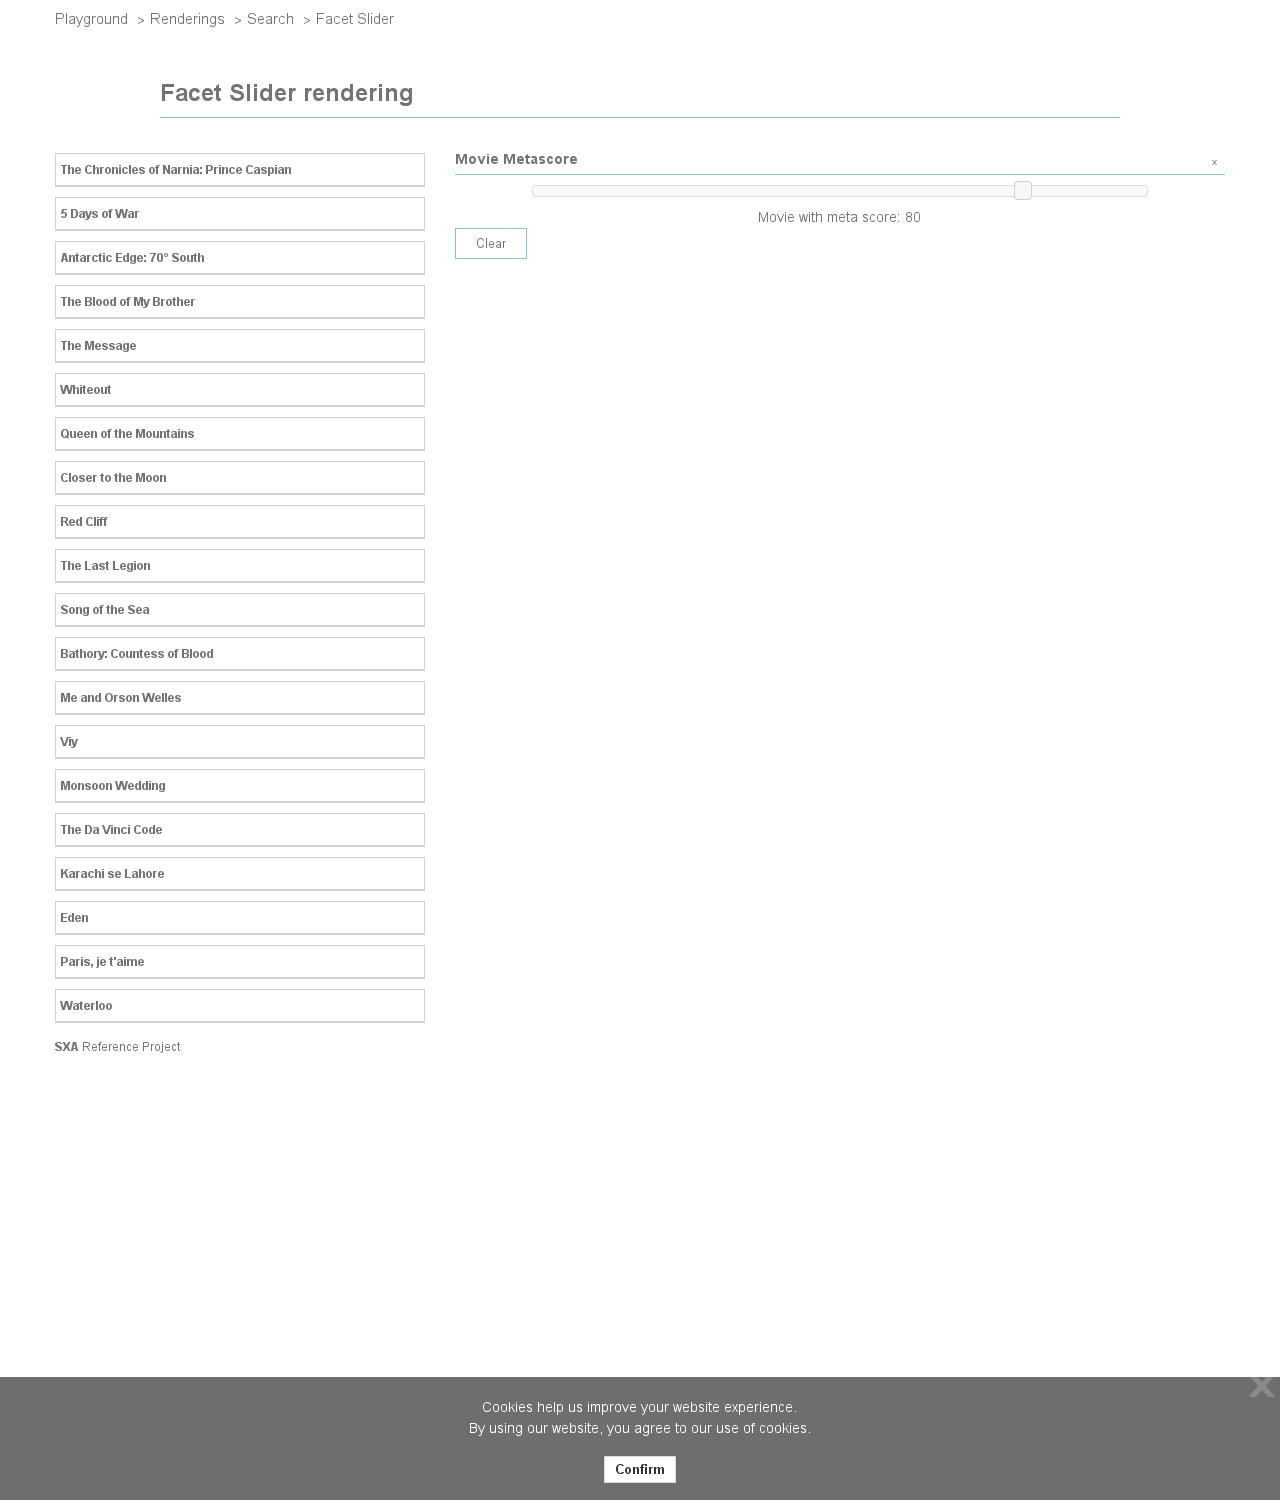 Playground > Renderings > Search > Facet Slider
Facet Slider rendering
The Chronicles of Narnia: Prince Caspian
5 Days of War
Antarctic Edge: 70° South
The Blood of My Brother
The Message
Whiteout
Queen of the Mountains
Closer to the Moon
Red Cliff
The Last Legion
Song of the Sea
Bathory: Countess of Blood
Me and Orson Welles
Viy
Monsoon Wedding
The Da Vinci Code
Karachi se Lahore
Eden
Paris, je t'aime
Waterloo
Movie Metascore x
Movie with meta score: 80
Clear
SXA Reference Project
X
Cookies help us improve your website experience.
By using our website, you agree to our use of cookies.
Confirm